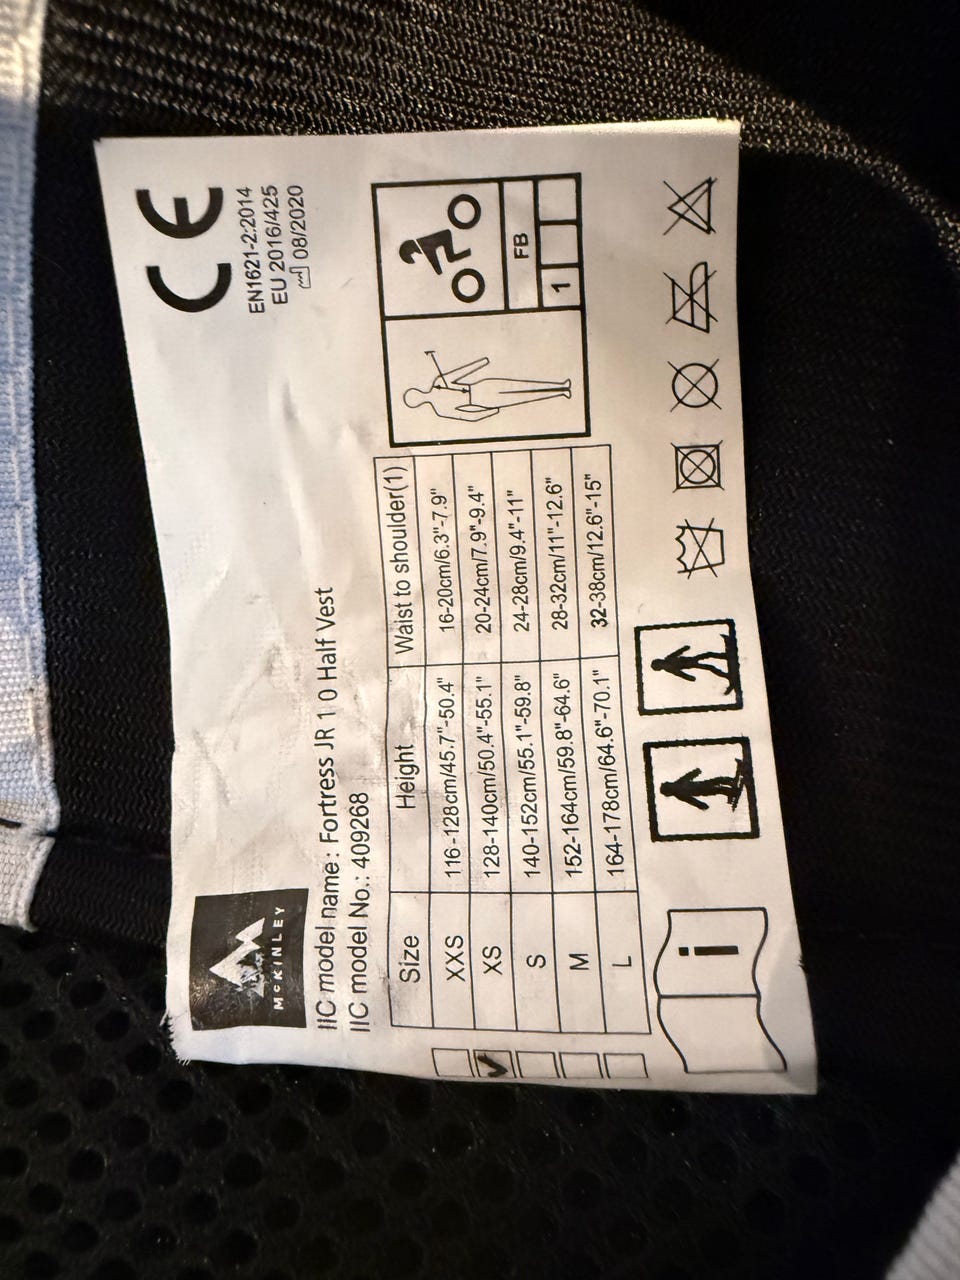 McKINLEY
CE
EN1621-2:2014
EU 2016/425
08/2020
IIC model name: Fortress JR 1 0 Half Vest
IIC model No.: 409268
Size Height Waist to shoulder(1)
XXS 116-128cm/45.7"-50.4" 16-20cm/6.3"-7.9"
XS 128-140cm/50.4"-55.1" 20-24cm/7.9"-9.4"
S 140-152cm/55.1"-59.8" 24-28cm/9.4"-11"
M 152-164cm/59.8"-64.6" 28-32cm/11"-12.6"
L 164-178cm/64.6"-70.1" 32-38cm/12.6"-15"
FB
1
i